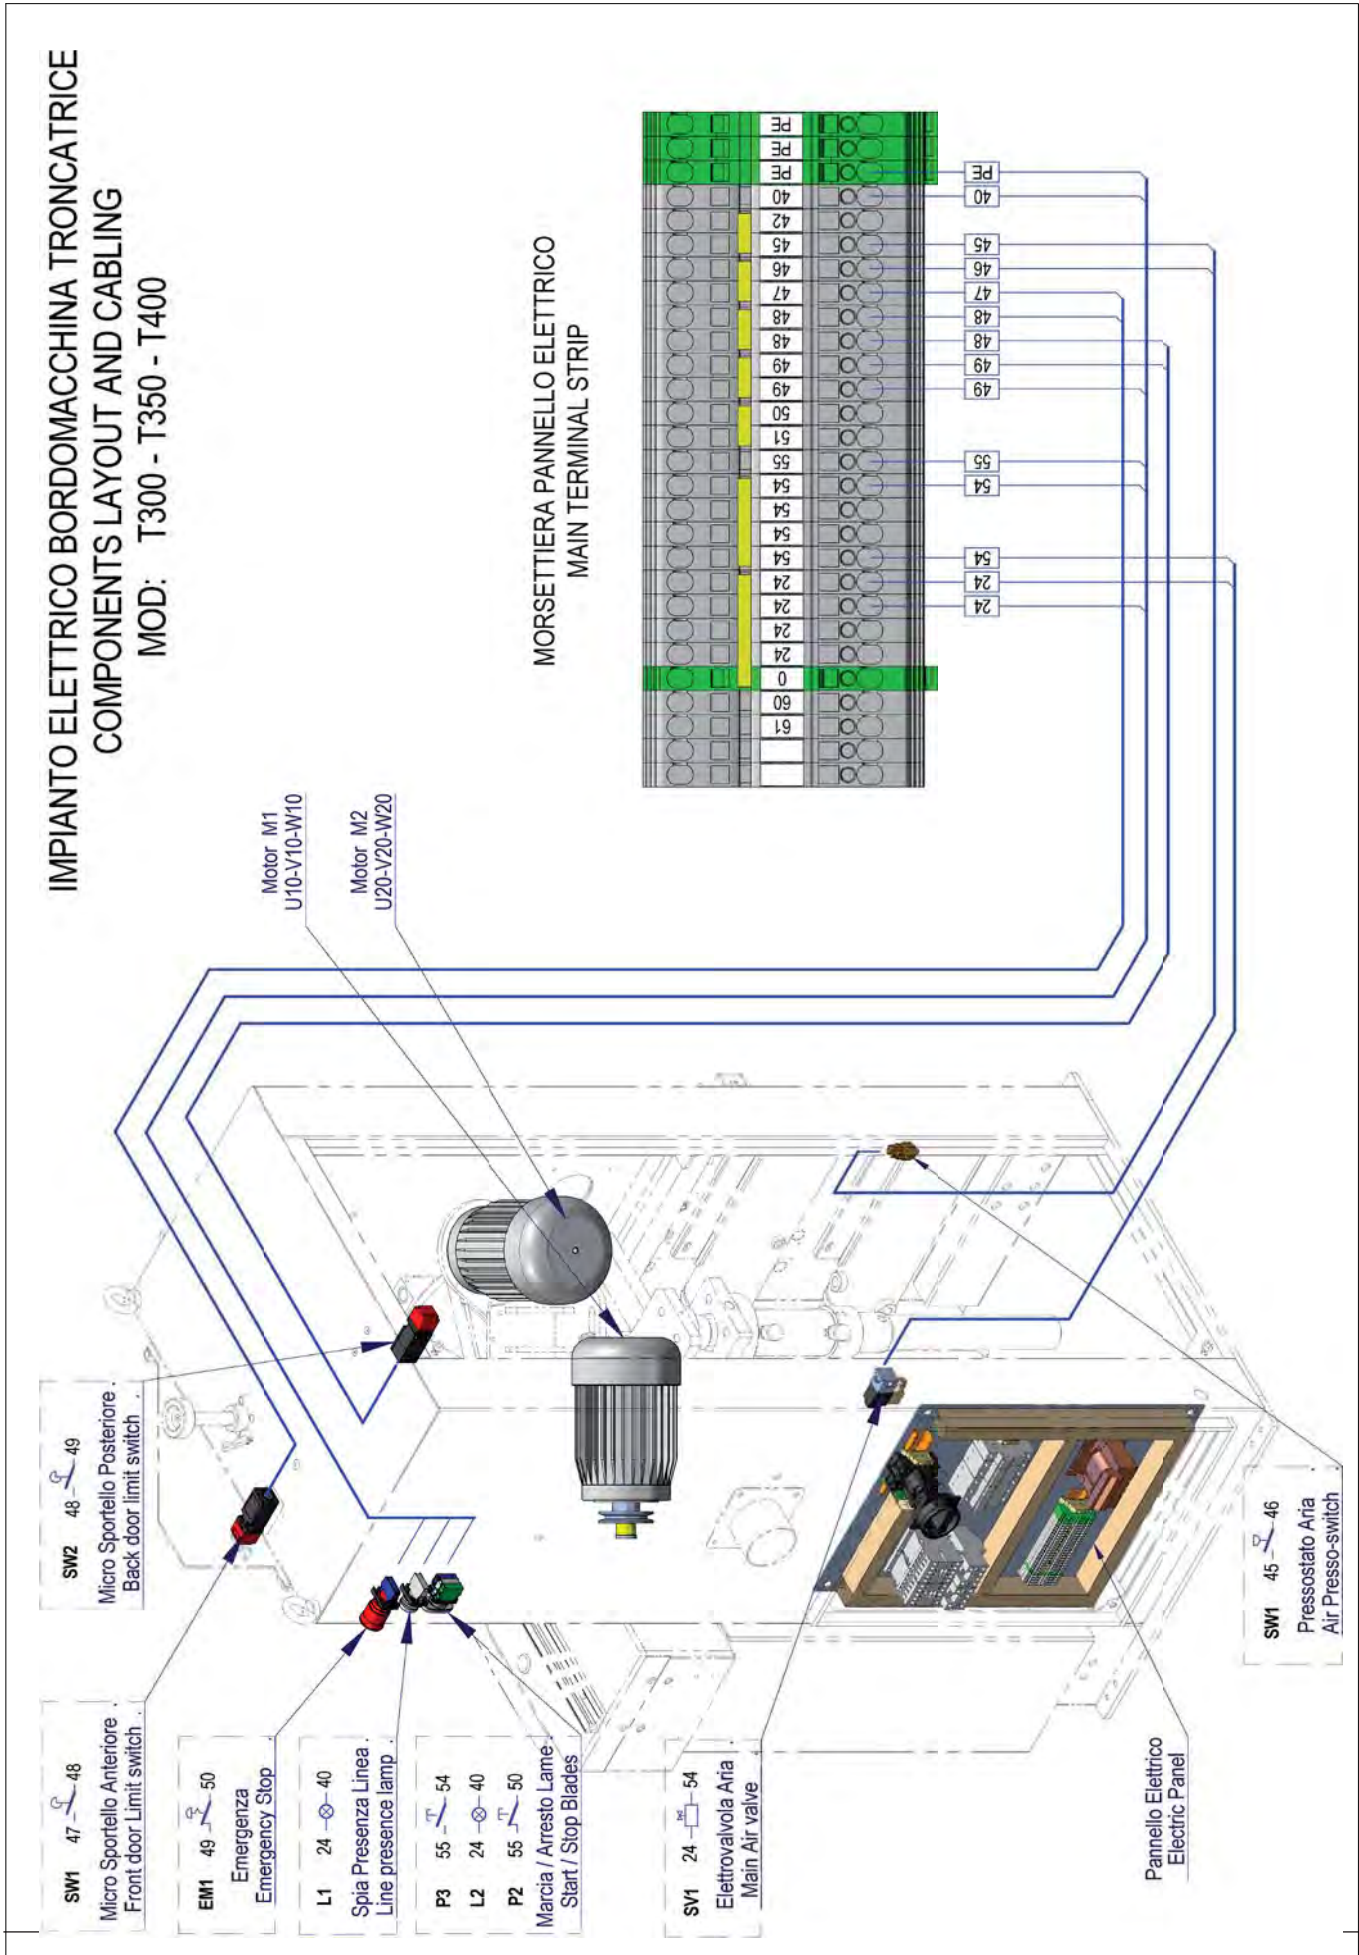 IMPIANTO ELETTRICO BORDOMACCHINA TRONCATRICE
COMPONENTS LAYOUT AND CABLING
MOD: T300 - T350 - T400
Motor M1
U10-V10-W10
Motor M2
U20-V20-W20
MORSETTIERA PANNELLO ELETTRICO
MAIN TERMINAL STRIP
PE
PE
PE
40
42
45
46
47
48
48
49
49
50
51
55
54
54
54
54
24
24
24
24
0
60
61
PE
40
45
46
47
48
48
49
49
55
54
54
24
24
SW1 47 48
Micro Sportello Anteriore
Front door Limit switch
SW2 48 49
Micro Sportello Posteriore
Back door limit switch
EM1 49 50
Emergenza
Emergency Stop
L1 24 40
Spia Presenza Linea
Line presence lamp
P3 55 54
L2 24 40
P2 55 50
Marcia / Arresto Lame
Start / Stop Blades
SV1 24 54
Elettrovalvola Aria
Main Air valve
Pannello Elettrico
Electric Panel
SW1 45 46
Pressostato Aria
Air Presso-switch